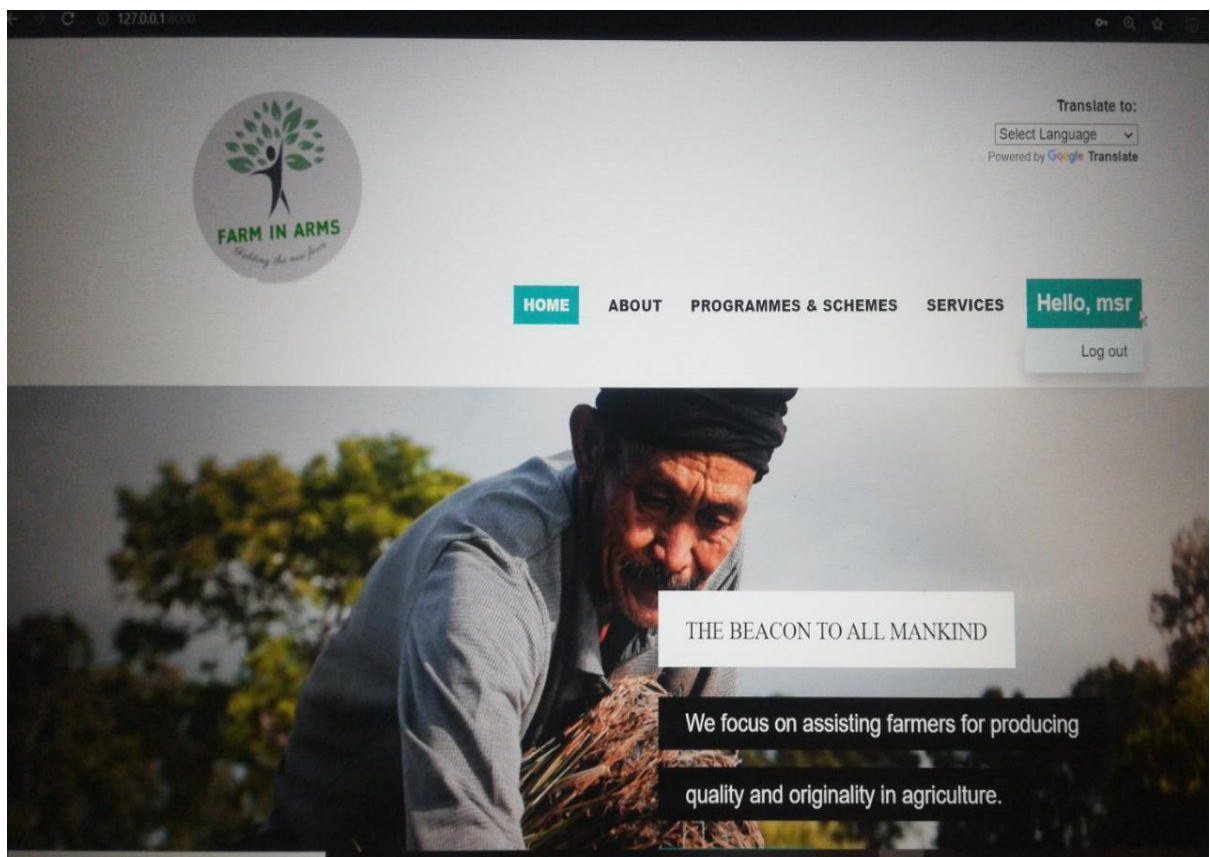 127.0.0.1:8000
Translate to:
Select Language
Powered by Google Translate
FARM IN ARMS
HOME ABOUT PROGRAMMES & SCHEMES SERVICES Hello, msr
Log out
THE BEACON TO ALL MANKIND
We focus on assisting farmers for producing
quality and originality in agriculture.